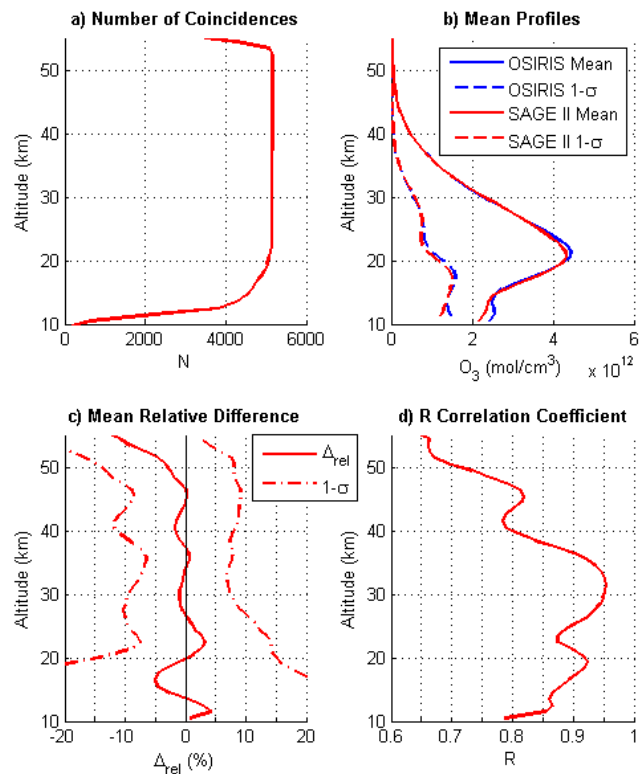 a) Number of Coincidences
Altitude (km)
50
40
30
20
10
0
2000
4000
6000
N
b) Mean Profiles
Altitude (km)
50
40
30
20
10
0
2
4
6
O3 (mol/cm3)
x 10^12
OSIRIS Mean
OSIRIS 1-σ
SAGE II Mean
SAGE II 1-σ
c) Mean Relative Difference
Altitude (km)
50
40
30
20
10
-20
-10
0
10
20
Δrel (%)
Δrel
1-σ
d) R Correlation Coefficient
Altitude (km)
50
40
30
20
10
0.6
0.7
0.8
0.9
1
R